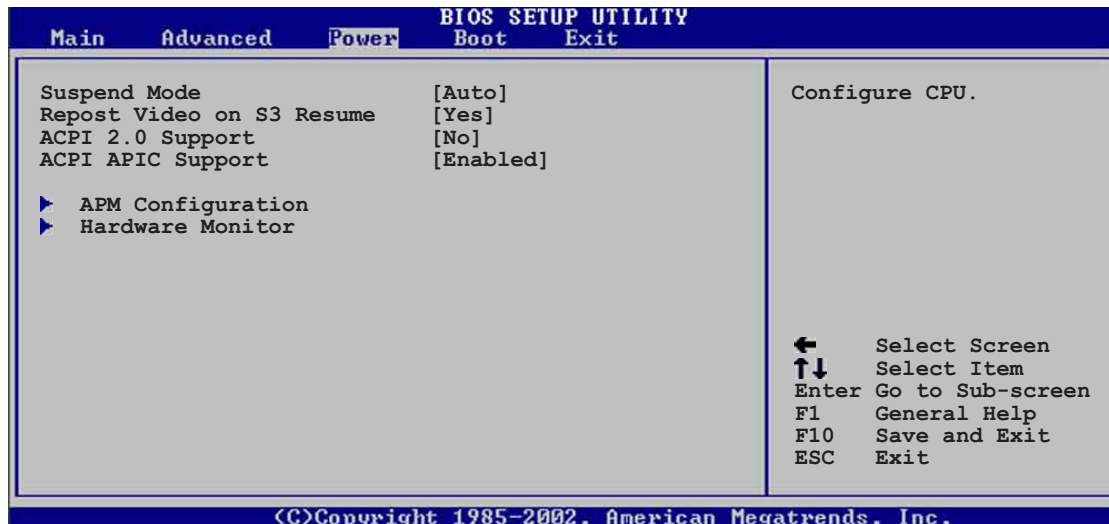 BIOS SETUP UTILITY
Main Advanced Power Boot Exit
Suspend Mode [Auto]
Repost Video on S3 Resume [Yes]
ACPI 2.0 Support [No]
ACPI APIC Support [Enabled]
APM Configuration
Hardware Monitor
Configure CPU.
← Select Screen
↑↓ Select Item
Enter Go to Sub-screen
F1 General Help
F10 Save and Exit
ESC Exit
(C)Copyright 1985-2002, American Megatrends, Inc.